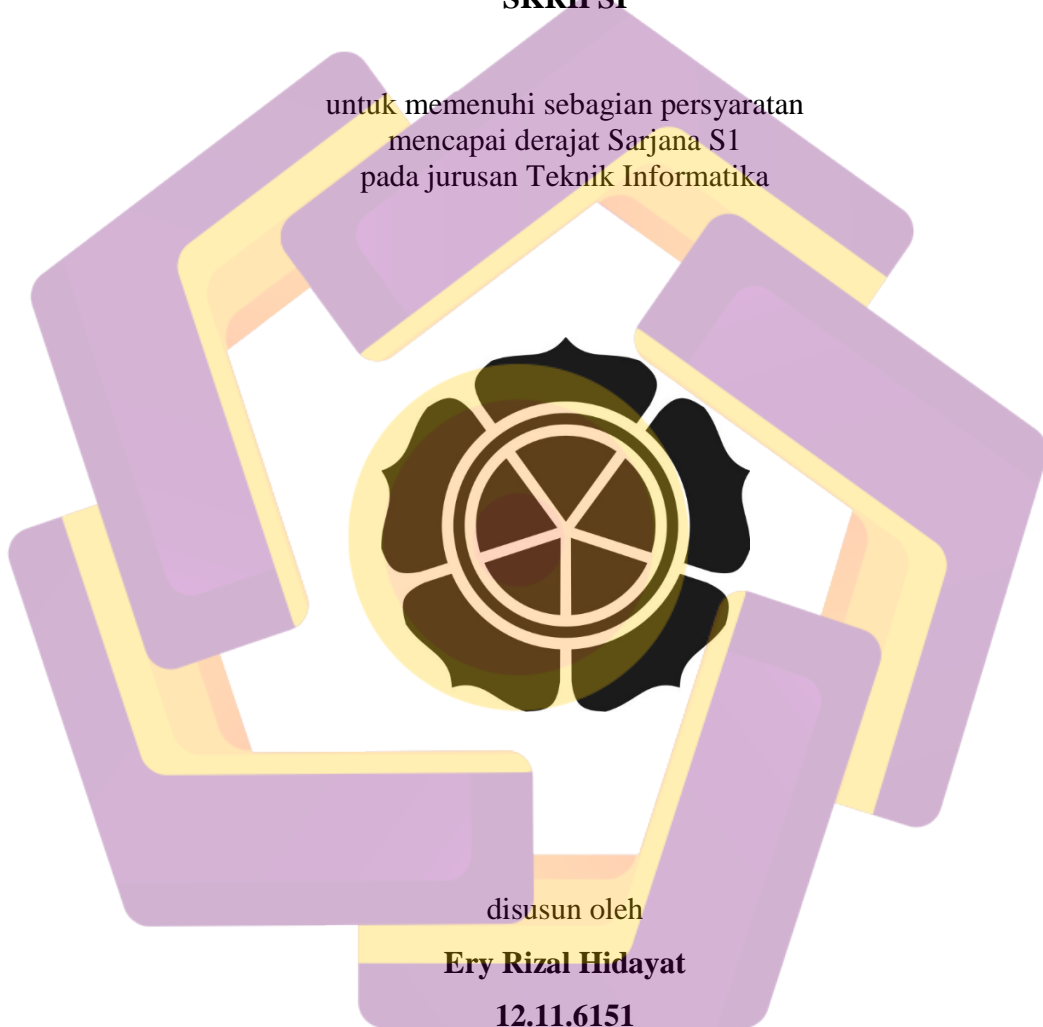 SKRIPSI
untuk memenuhi sebagian persyaratan
mencapai derajat Sarjana S1
pada jurusan Teknik Informatika
disusun oleh
Ery Rizal Hidayat
12.11.6151